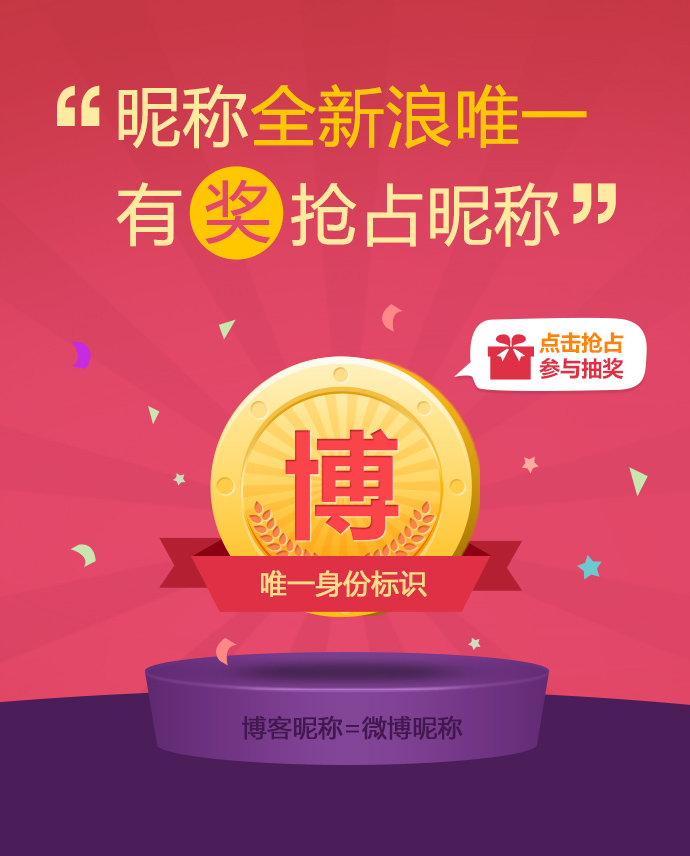 “昵称全新浪唯一
有奖抢占昵称”
点击抢占
参与抽奖
博
唯一身份标识
博客昵称=微博昵称